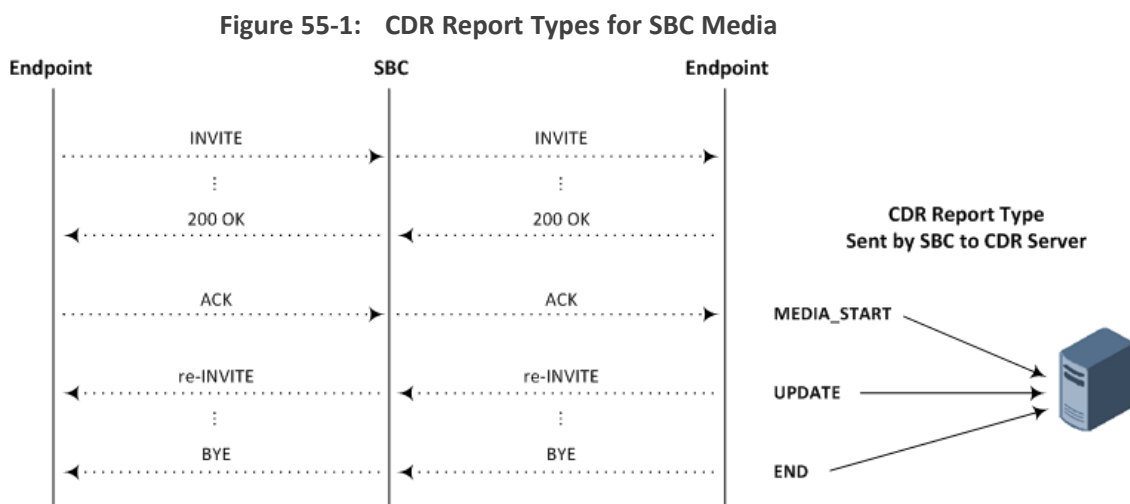 Figure 55-1: CDR Report Types for SBC Media
Endpoint SBC Endpoint
INVITE INVITE
200 OK 200 OK
CDR Report Type
Sent by SBC to CDR Server
ACK ACK
MEDIA_START
re-INVITE re-INVITE
UPDATE
BYE BYE
END